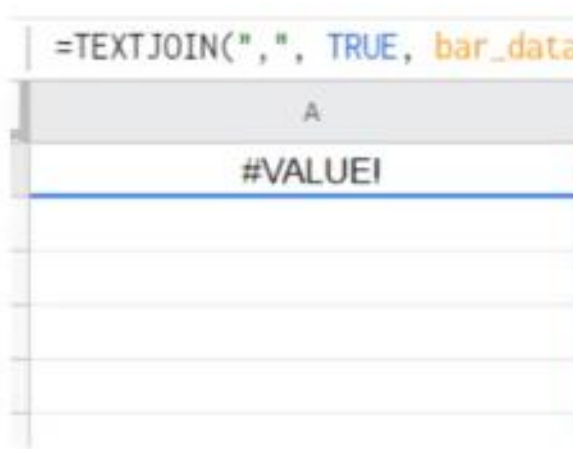 =TEXTJOIN(",", TRUE, bar_data
A
#VALUE!